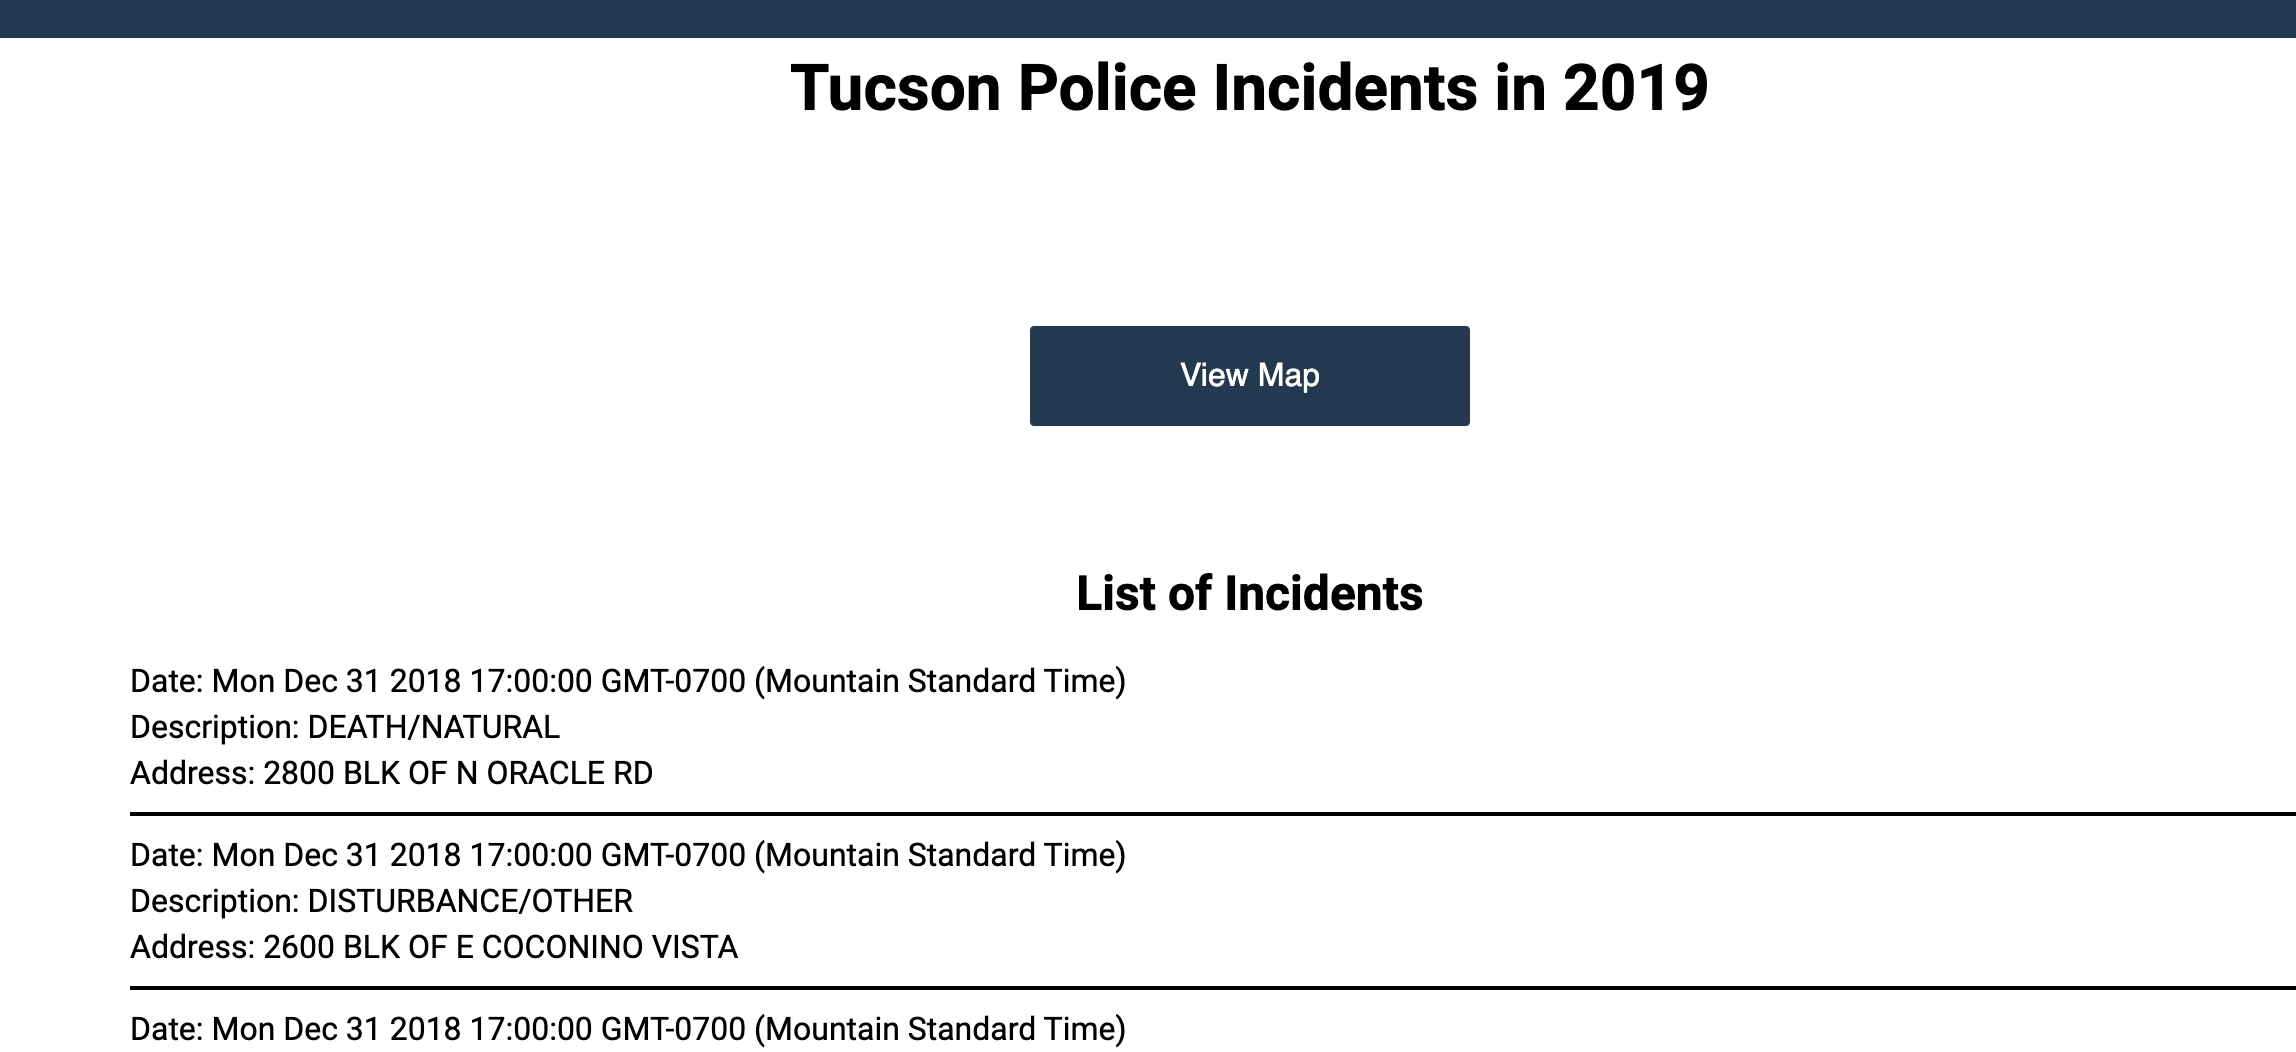 Tucson Police Incidents in 2019
View Map
List of Incidents
Date: Mon Dec 31 2018 17:00:00 GMT-0700 (Mountain Standard Time)
Description: DEATH/NATURAL
Address: 2800 BLK OF N ORACLE RD
Date: Mon Dec 31 2018 17:00:00 GMT-0700 (Mountain Standard Time)
Description: DISTURBANCE/OTHER
Address: 2600 BLK OF E COCONINO VISTA
Date: Mon Dec 31 2018 17:00:00 GMT-0700 (Mountain Standard Time)